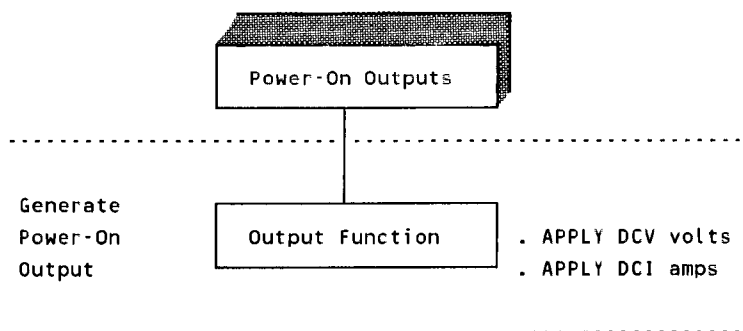 Power-On Outputs
Generate
Power-On Output Function . APPLY DCV volts
Output . APPLY DCI amps